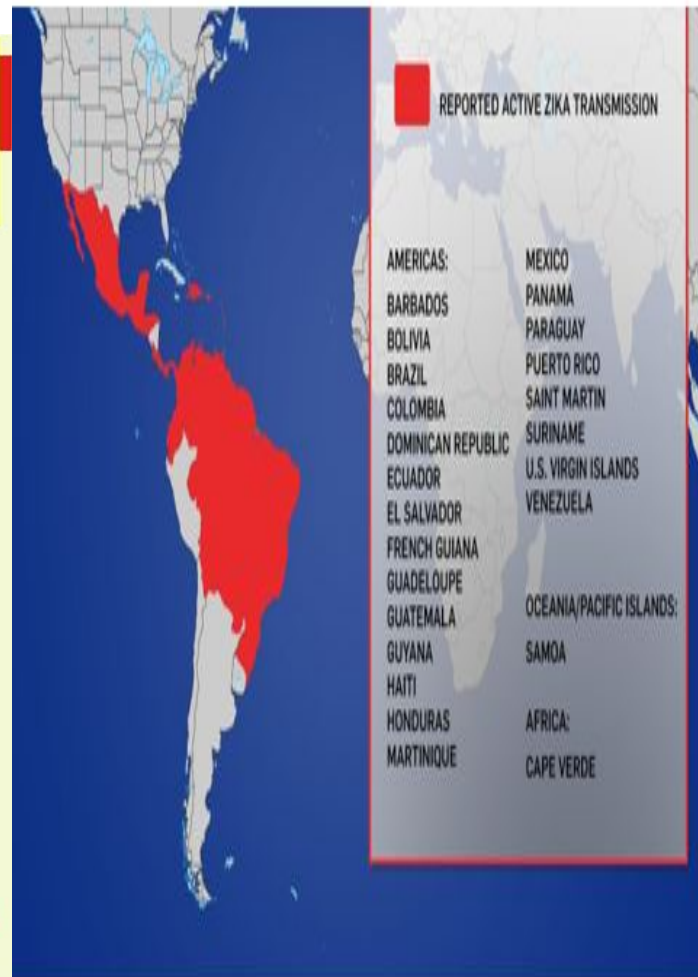 REPORTED ACTIVE ZIKA TRANSMISSION
AMERICAS:
BARBADOS
BOLIVIA
BRAZIL
COLOMBIA
DOMINICAN REPUBLIC
ECUADOR
EL SALVADOR
FRENCH GUIANA
GUADELOUPE
GUATEMALA
GUYANA
HAITI
HONDURAS
MARTINIQUE
MEXICO
PANAMA
PARAGUAY
PUERTO RICO
SAINT MARTIN
SURINAME
U.S. VIRGIN ISLANDS
VENEZUELA
OCEANIA/PACIFIC ISLANDS:
SAMOA
AFRICA:
CAPE VERDE